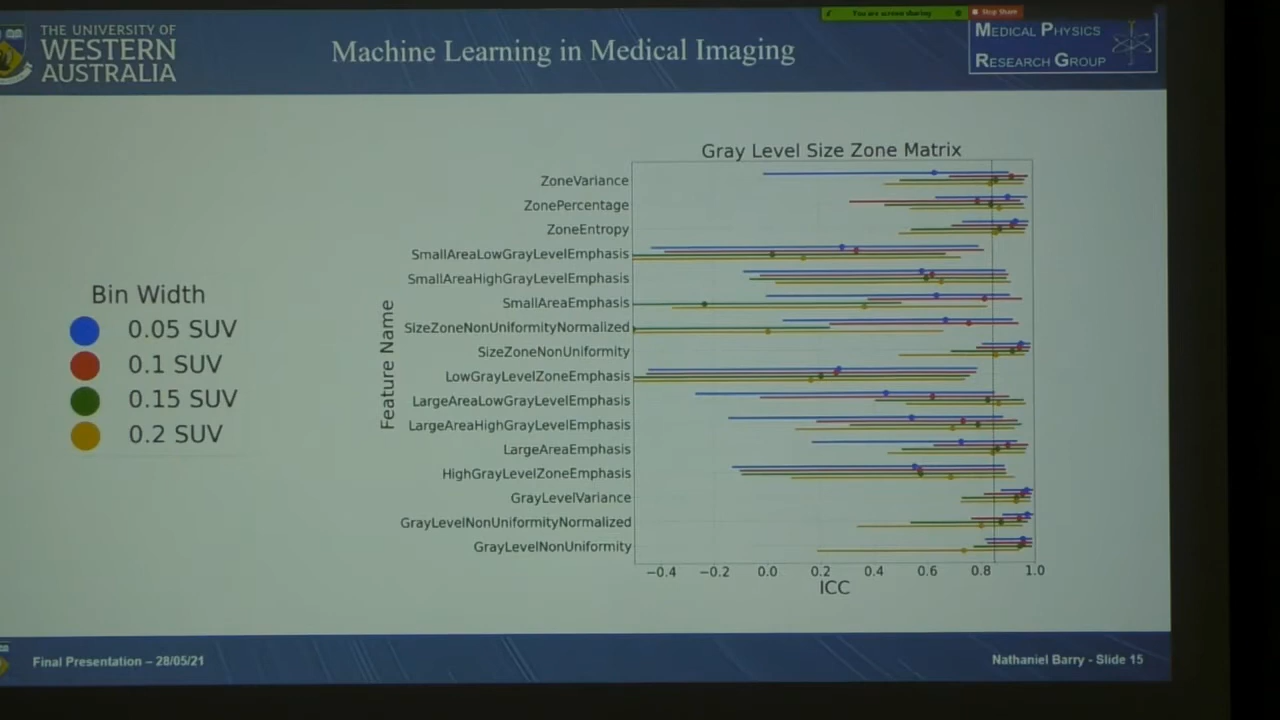 THE UNIVERSITY OF
WESTERN
AUSTRALIA
Machine Learning in Medical Imaging
You are screen sharing
Stop Share
MEDICAL PHYSICS
RESEARCH GROUP
Gray Level Size Zone Matrix
Bin Width
0.05 SUV
0.1 SUV
0.15 SUV
0.2 SUV
Feature Name
ZoneVariance
ZonePercentage
ZoneEntropy
SmallAreaLowGrayLevelEmphasis
SmallAreaHighGrayLevelEmphasis
SmallAreaEmphasis
SizeZoneNonUniformityNormalized
SizeZoneNonUniformity
LowGrayLevelZoneEmphasis
LargeAreaLowGrayLevelEmphasis
LargeAreaHighGrayLevelEmphasis
LargeAreaEmphasis
HighGrayLevelZoneEmphasis
GrayLevelVariance
GrayLevelNonUniformityNormalized
GrayLevelNonUniformity
−0.4 −0.2 0.0 0.2 0.4 0.6 0.8 1.0
ICC
Final Presentation – 28/05/21
Nathaniel Barry - Slide 15